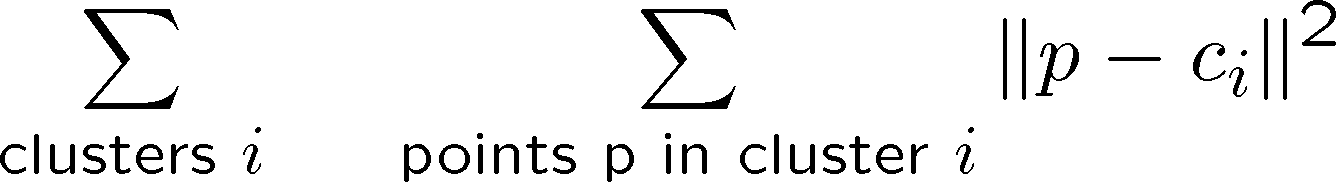 ∑ ∑ ||p − c_i||²
clusters i points p in cluster i